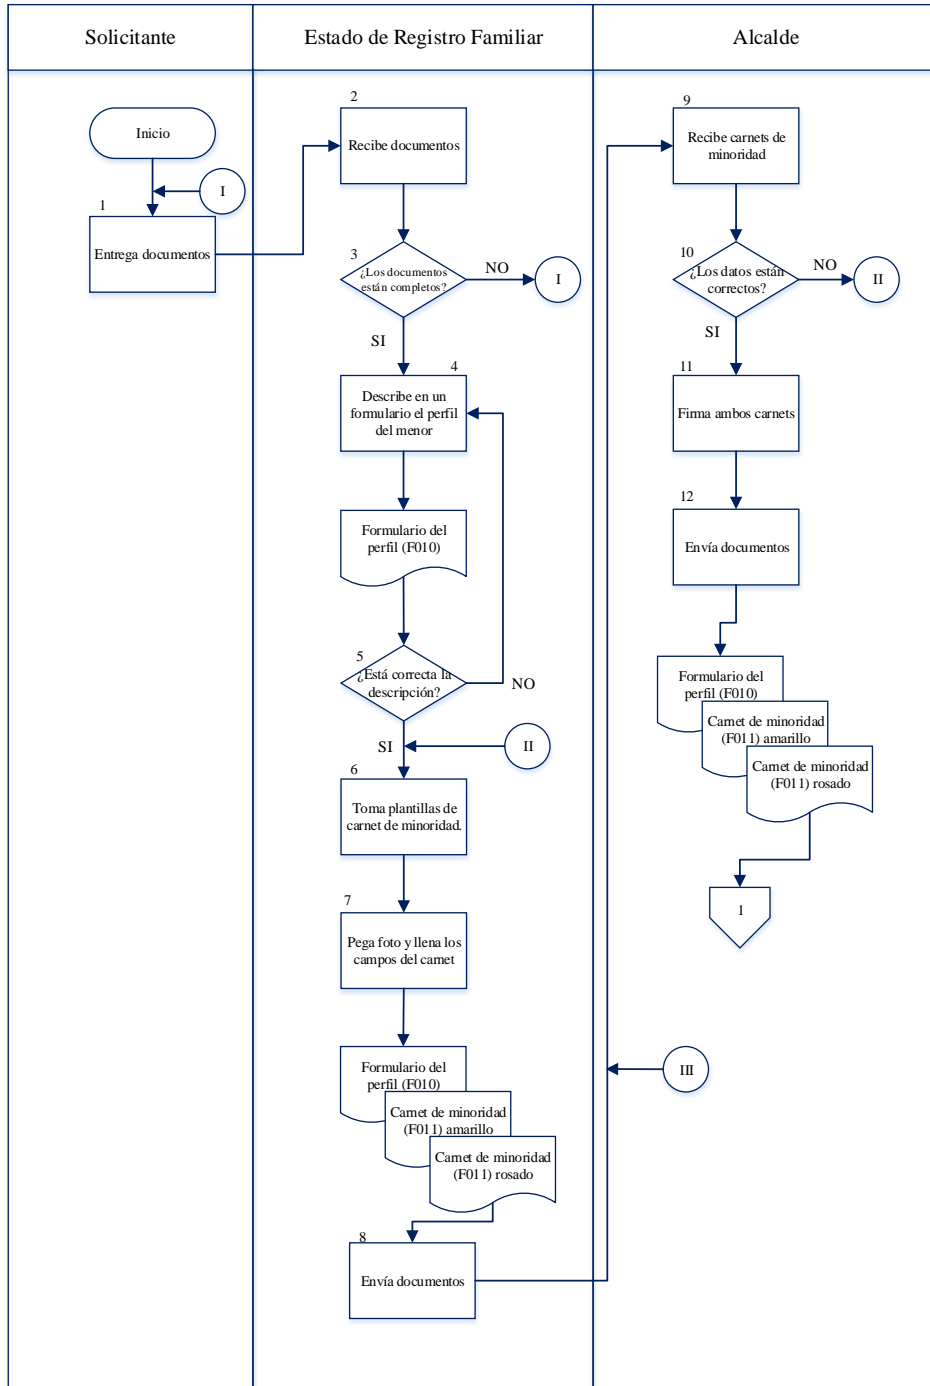 Solicitante
Estado de Registro Familiar
Alcalde
Inicio
I
1
Entrega documentos
2
Recibe documentos
3
¿Los documentos
están completos?
NO
I
SI
4
Describe en un
formulario el perfil
del menor
Formulario del
perfil (F010)
5
¿Está correcta la
descripción?
NO
SI
II
6
Toma plantillas de
carnet de minoridad.
7
Pega foto y llena los
campos del carnet
Formulario del
perfil (F010)
Carnet de minoridad
(F011) amarillo
Carnet de minoridad
(F011) rosado
8
Envía documentos
9
Recibe carnets de
minoridad
10
¿Los datos están
correctos?
NO
II
SI
11
Firma ambos carnets
12
Envía documentos
Formulario del
perfil (F010)
Carnet de minoridad
(F011) amarillo
Carnet de minoridad
(F011) rosado
1
III